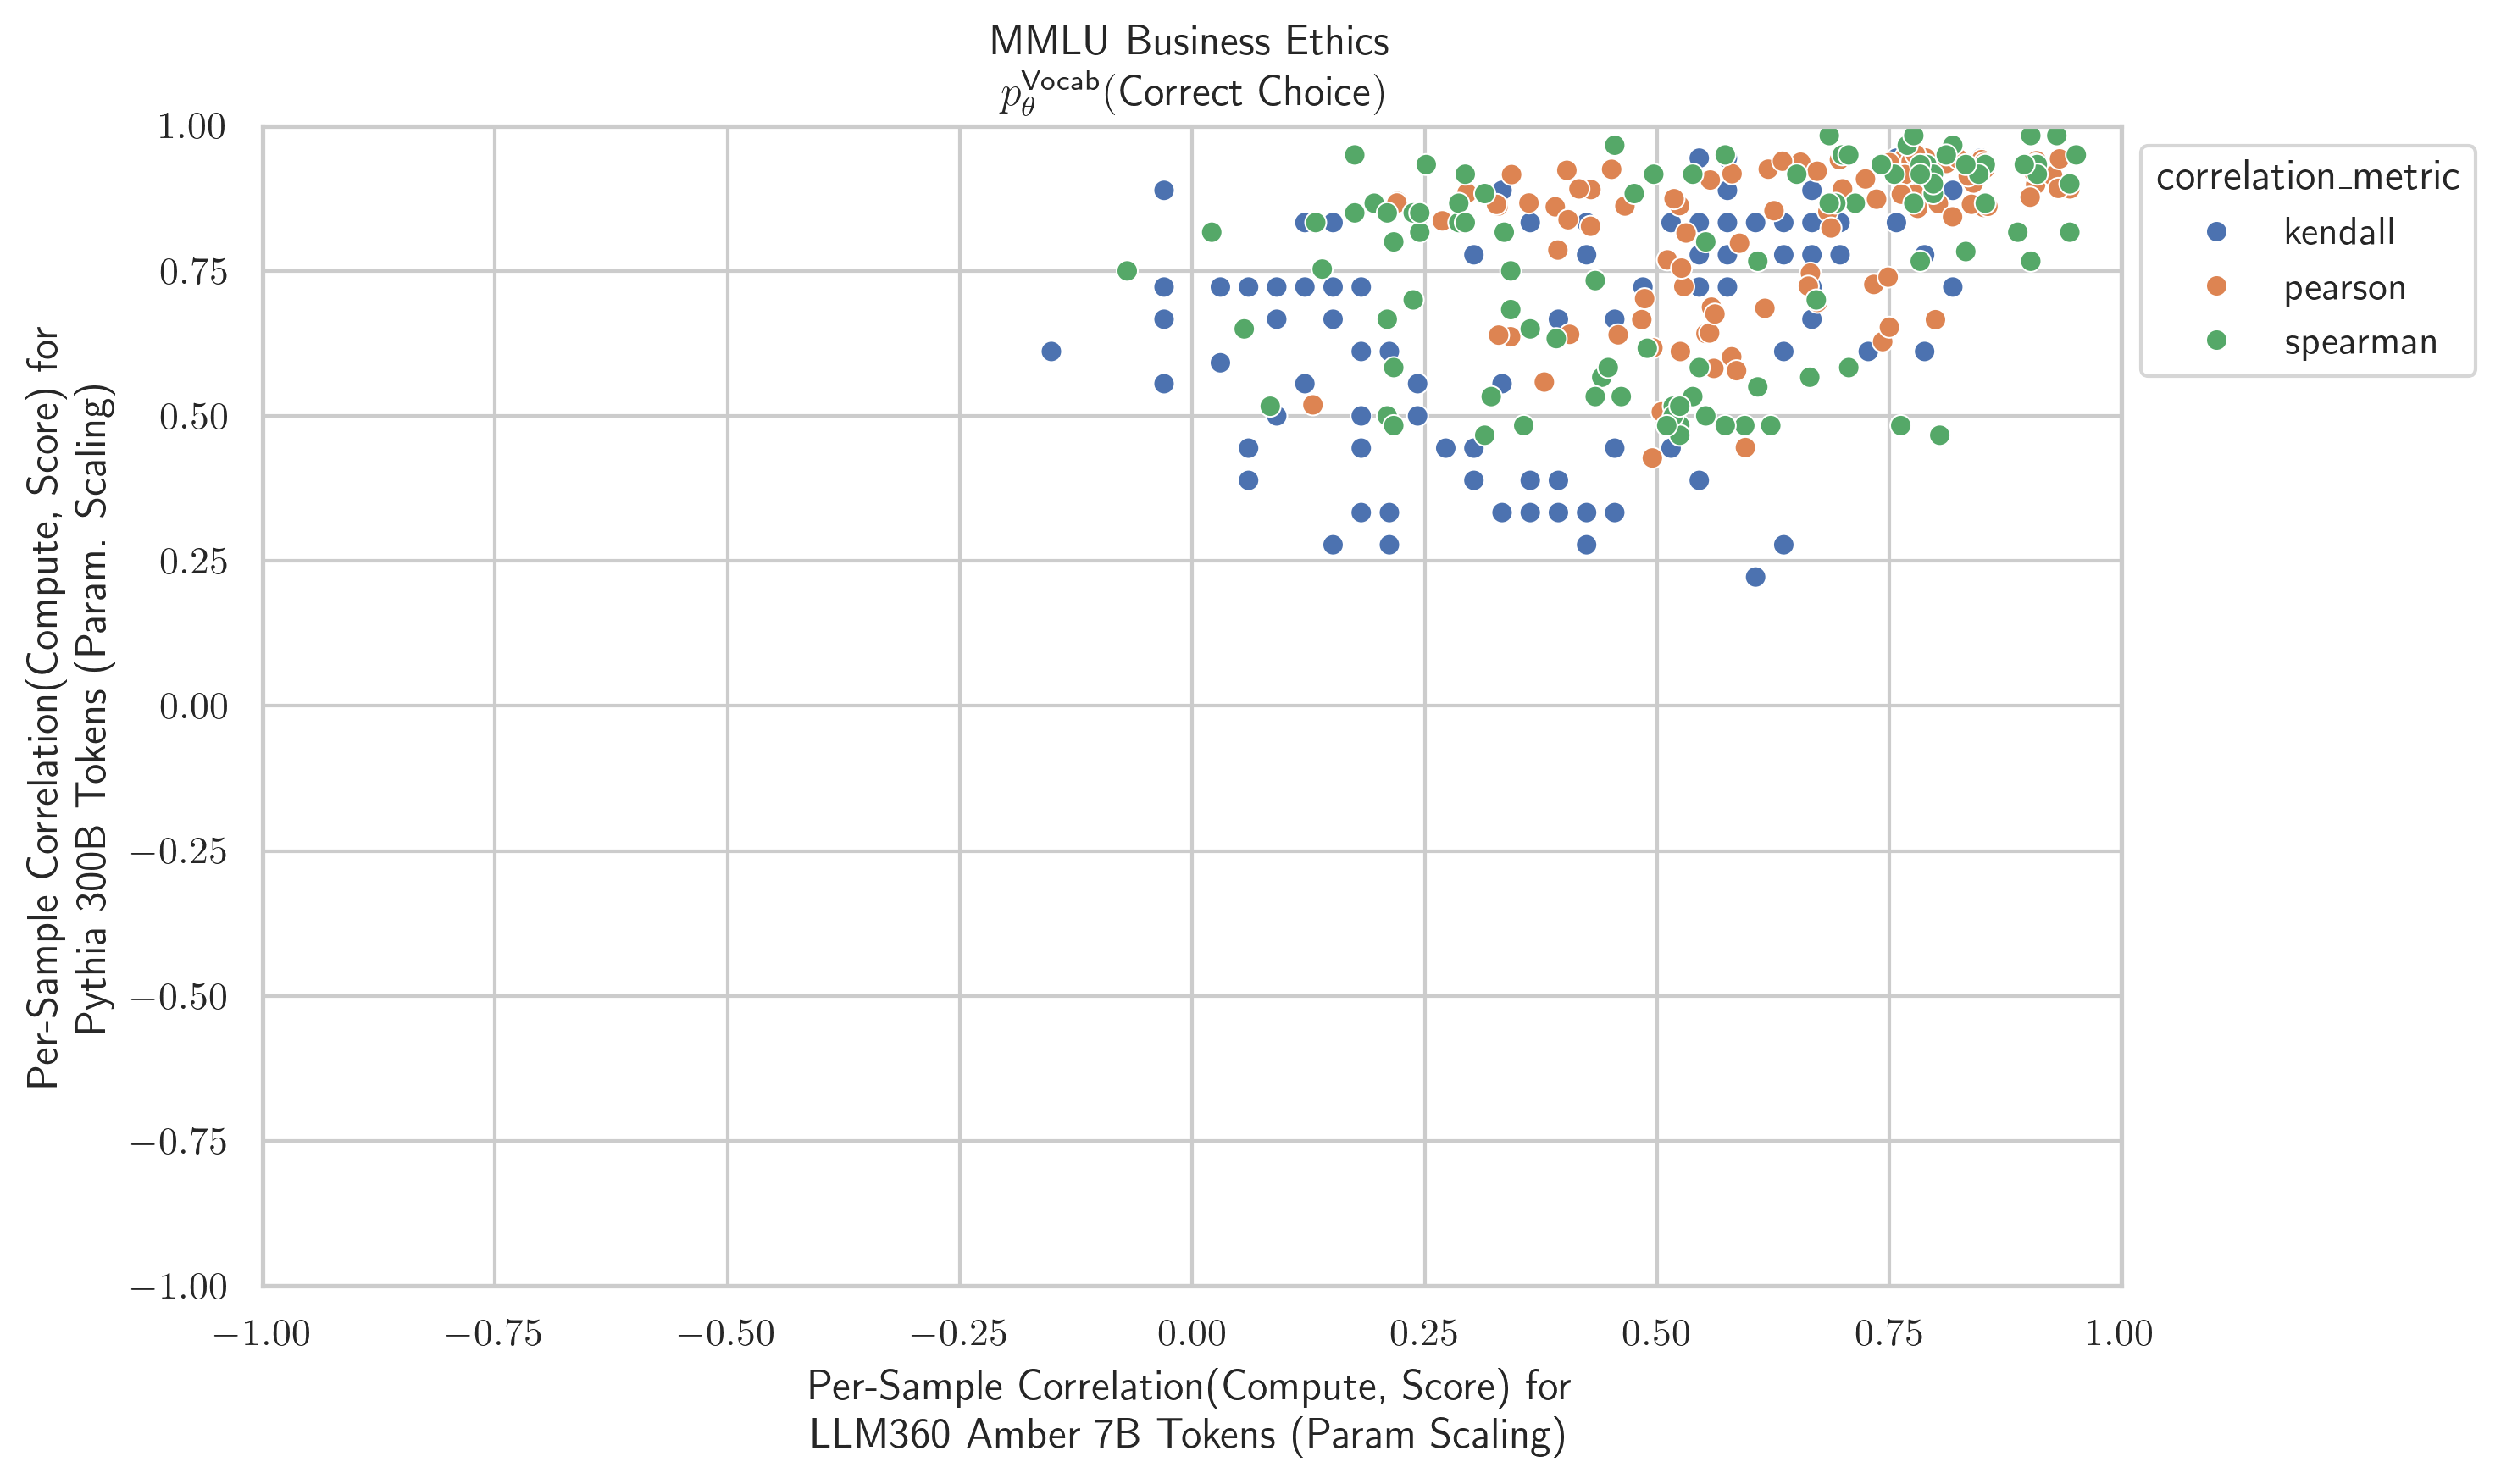 MMLU Business Ethics
p_θ^Vocab(Correct Choice)
1.00
0.75
0.50
0.25
0.00
−0.25
−0.50
−0.75
−1.00
Per-Sample Correlation(Compute, Score) for
Pythia 300B Tokens (Param. Scaling)
−1.00 −0.75 −0.50 −0.25 0.00 0.25 0.50 0.75 1.00
Per-Sample Correlation(Compute, Score) for
LLM360 Amber 7B Tokens (Param Scaling)
correlation_metric
kendall
pearson
spearman